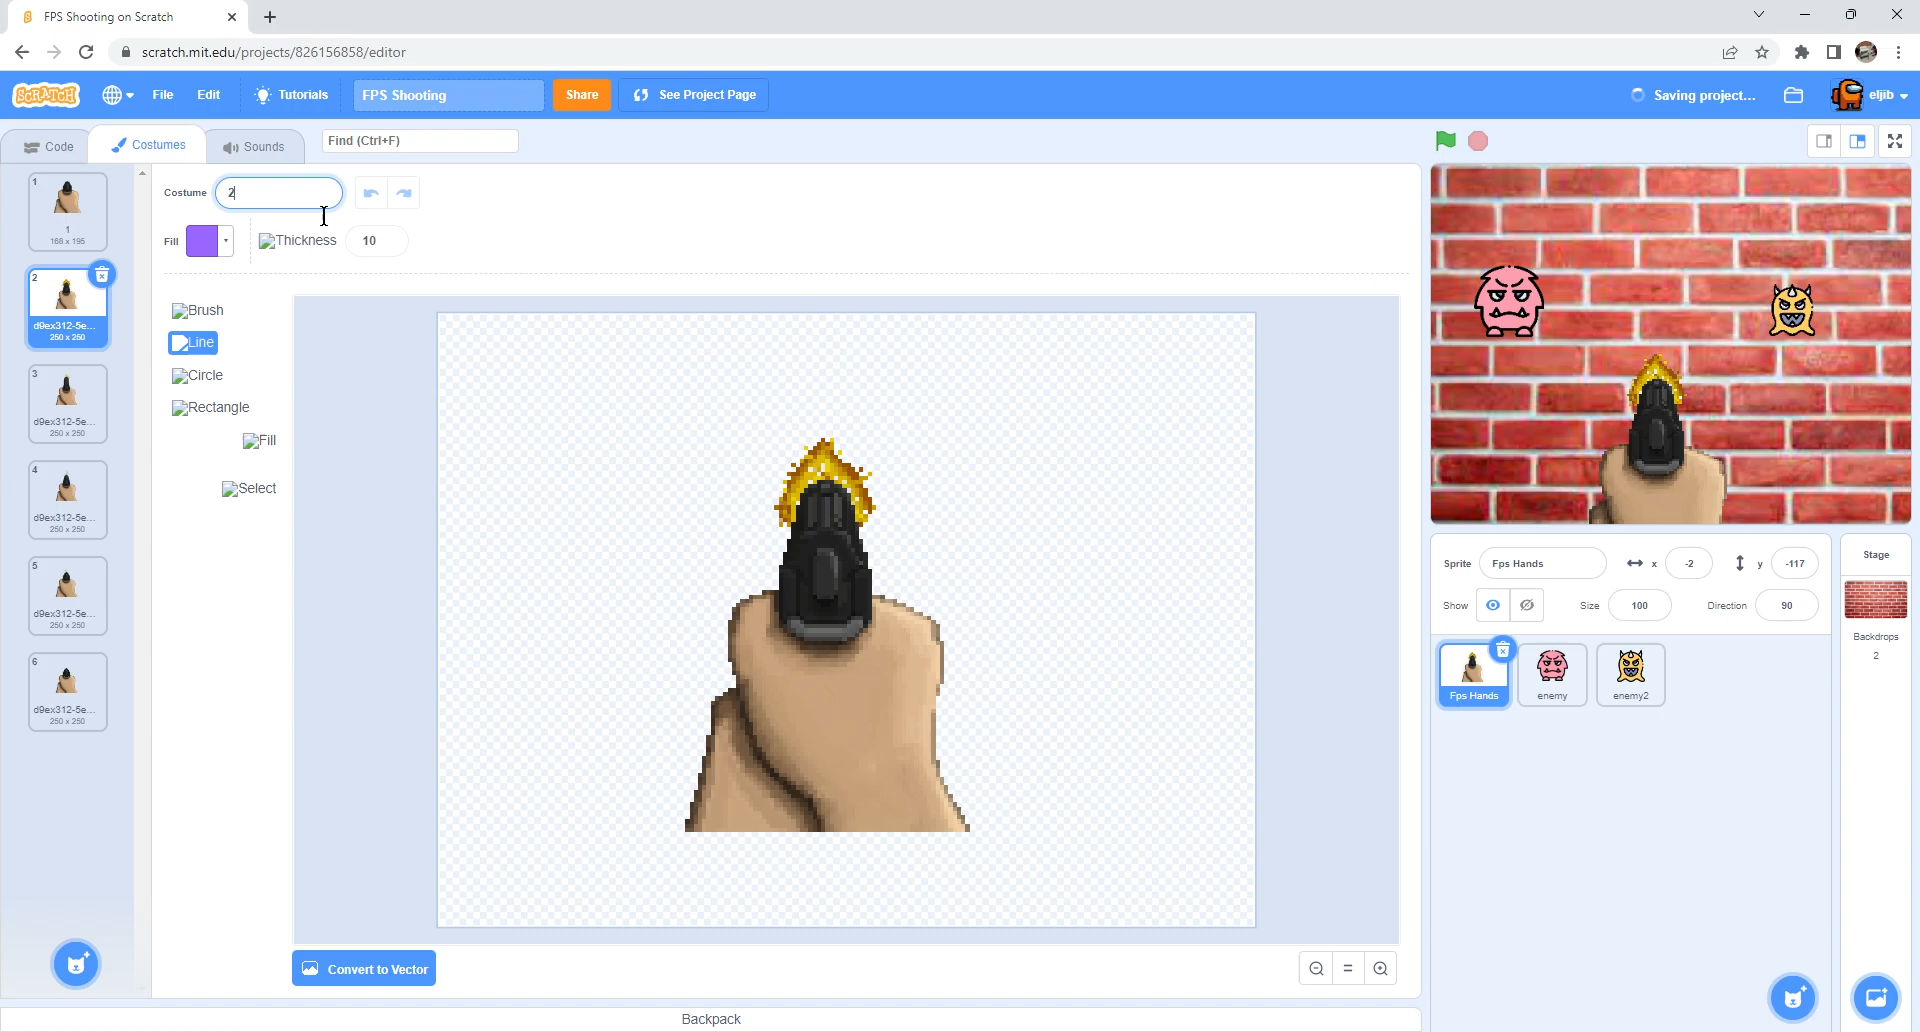 FPS Shooting on Scratch
scratch.mit.edu/projects/826156858/editor
SCRATCH
File
Edit
Tutorials
FPS Shooting
Share
See Project Page
Saving project...
eljib
Code
Costumes
Sounds
Find (Ctrl+F)
Costume
2
Fill
Thickness
10
Brush
Line
Circle
Rectangle
Fill
Select
1
1
168 x 195
2
d9ex312-5e...
250 x 250
3
d9ex312-5e...
250 x 250
4
d9ex312-5e...
250 x 250
5
d9ex312-5e...
250 x 250
6
d9ex312-5e...
250 x 250
Convert to Vector
Backpack
Sprite
Fps Hands
x
-2
y
-117
Show
Size
100
Direction
90
Fps Hands
enemy
enemy2
Stage
Backdrops
2